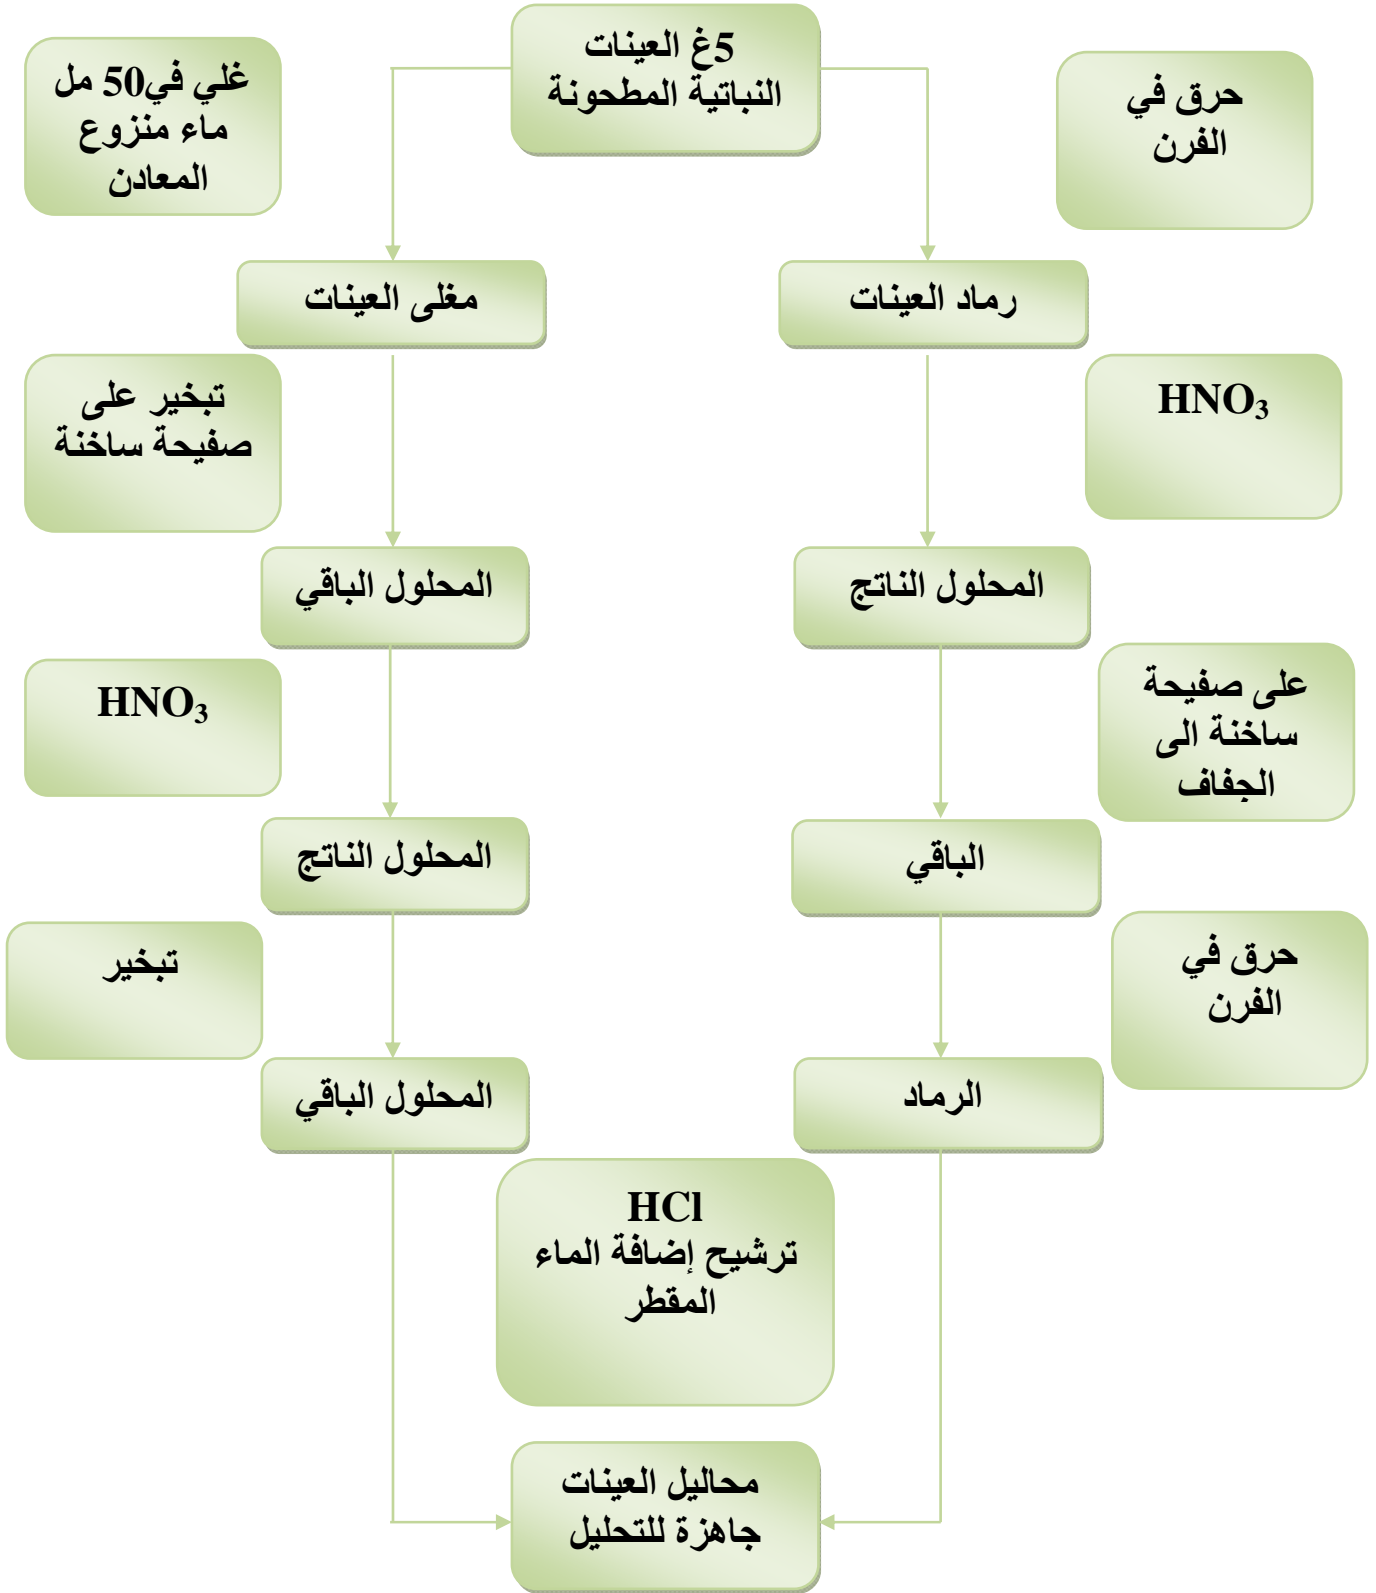 5غ العينات
النباتية المطحونة
حرق في
الفرن
غلي في50 مل
ماء منزوع
المعادن
رماد العينات
مغلى العينات
HNO₃
تبخير على
صفيحة ساخنة
المحلول الناتج
المحلول الباقي
على صفيحة
ساخنة الى
الجفاف
HNO₃
الباقي
المحلول الناتج
حرق في
الفرن
تبخير
الرماد
المحلول الباقي
HCl
ترشيح إضافة الماء
المقطر
محاليل العينات
جاهزة للتحليل